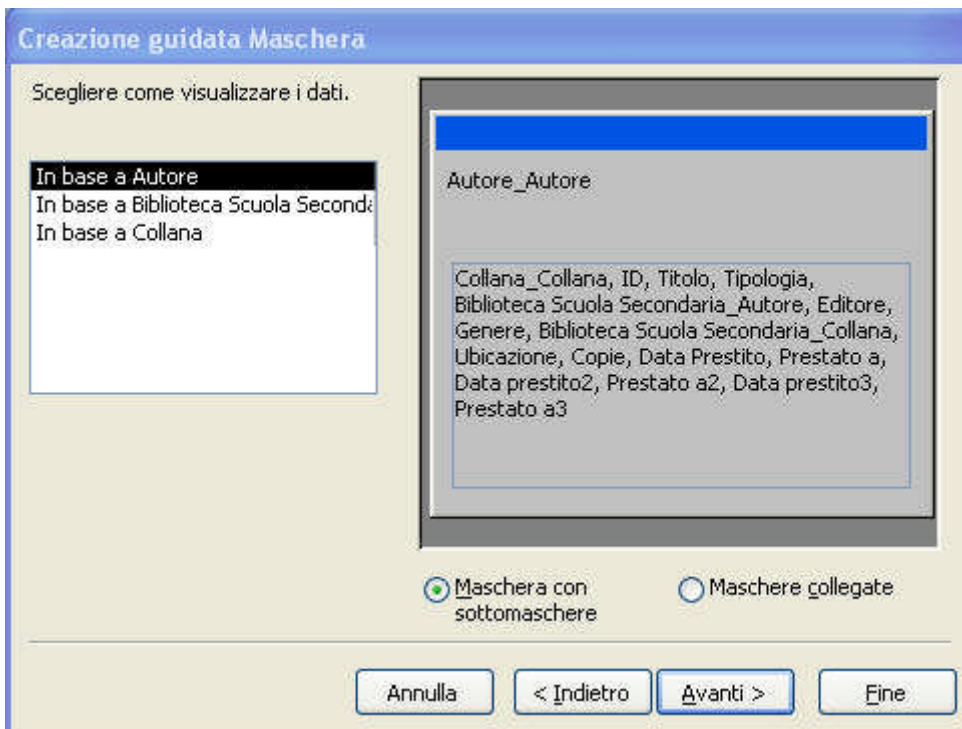 Creazione guidata Maschera
Scegliere come visualizzare i dati.
In base a Autore
In base a Biblioteca Scuola Seconda
In base a Collana
Autore_Autore
Collana_Collana, ID, Titolo, Tipologia,
Biblioteca Scuola Secondaria_Autore, Editore,
Genere, Biblioteca Scuola Secondaria_Collana,
Ubicazione, Copie, Data Prestito, Prestato a,
Data prestito2, Prestato a2, Data prestito3,
Prestato a3
Maschera con
sottomaschere
Maschere collegate
Annulla
< Indietro
Avanti >
Fine